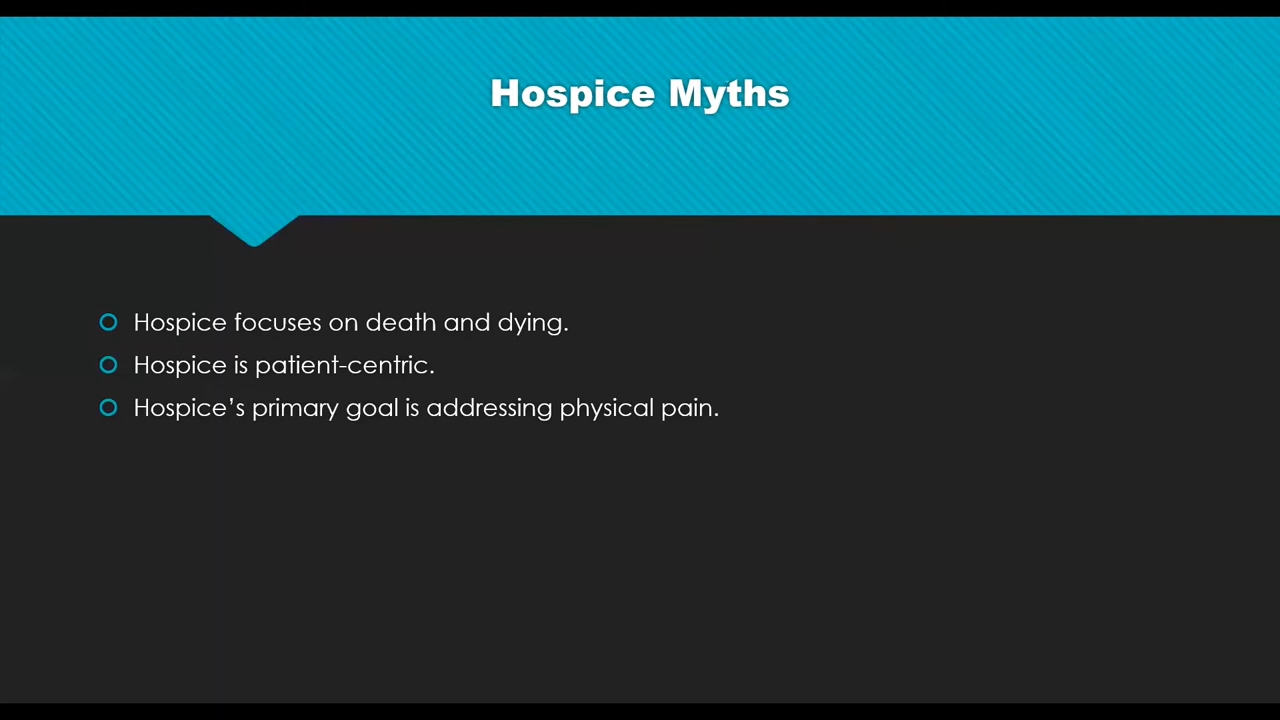 Hospice Myths
Hospice focuses on death and dying.
Hospice is patient-centric.
Hospice’s primary goal is addressing physical pain.